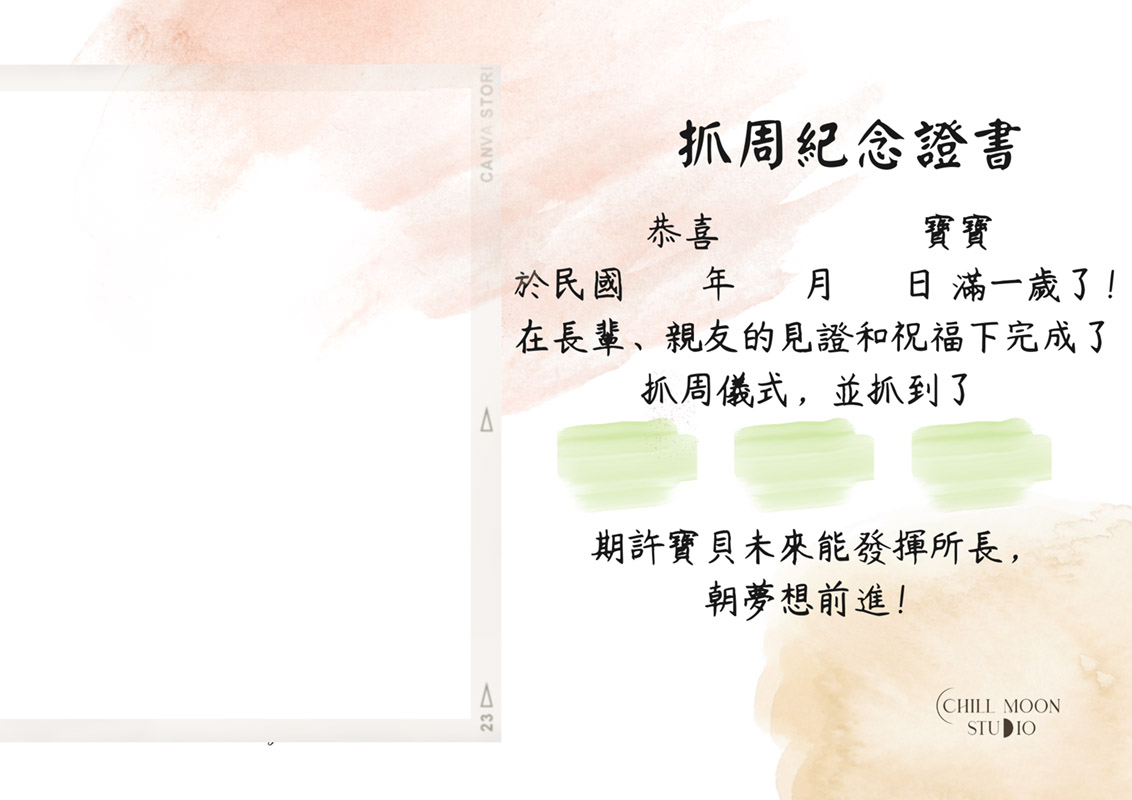 CANVA STORI
23
抓周紀念證書
恭喜 寶寶
於民國 年 月 日 滿一歲了!
在長輩、親友的見證和祝福下完成了
抓周儀式，並抓到了
期許寶貝未來能發揮所長，
朝夢想前進!
CHILL MOON
STUDIO